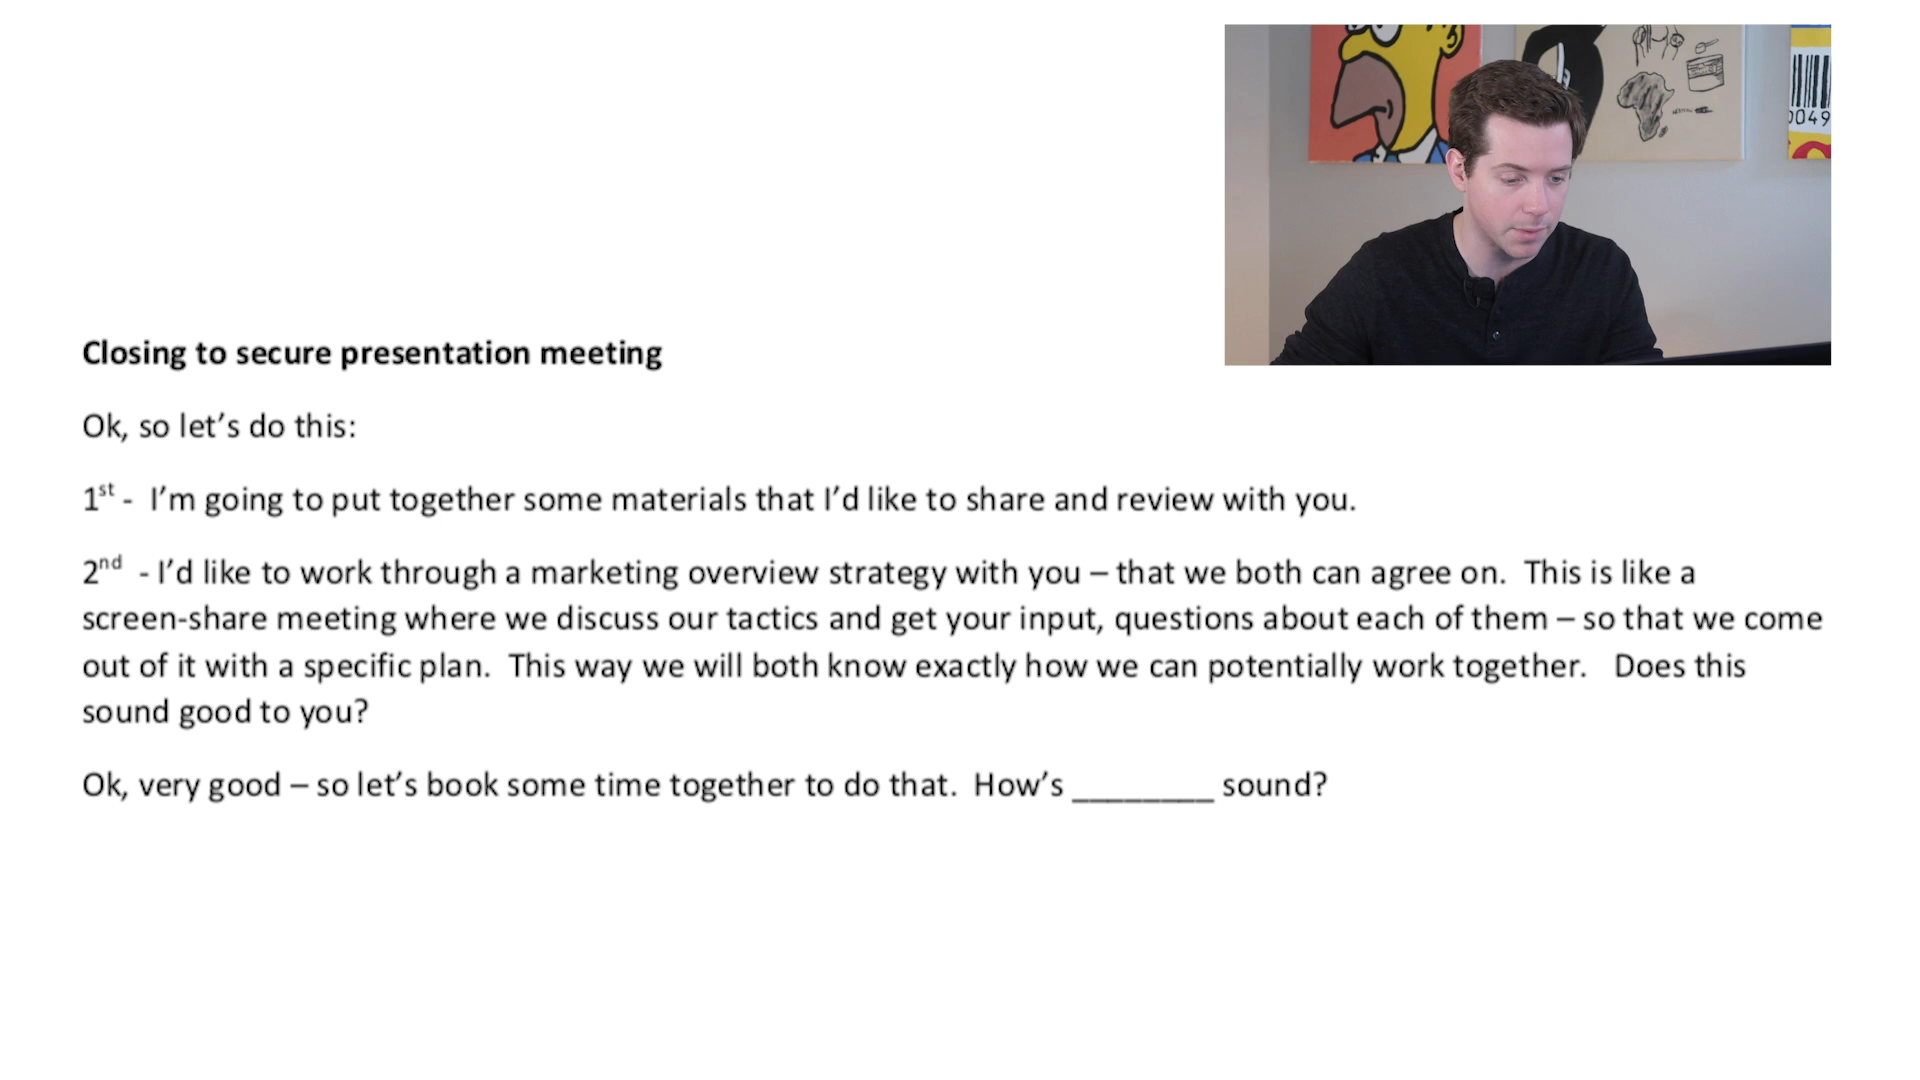 Closing to secure presentation meeting
Ok, so let’s do this:
1st -  I’m going to put together some materials that I’d like to share and review with you.
2nd  - I’d like to work through a marketing overview strategy with you – that we both can agree on.  This is like a
screen-share meeting where we discuss our tactics and get your input, questions about each of them – so that we come
out of it with a specific plan.  This way we will both know exactly how we can potentially work together.   Does this
sound good to you?
Ok, very good – so let’s book some time together to do that.  How’s ________ sound?
0049